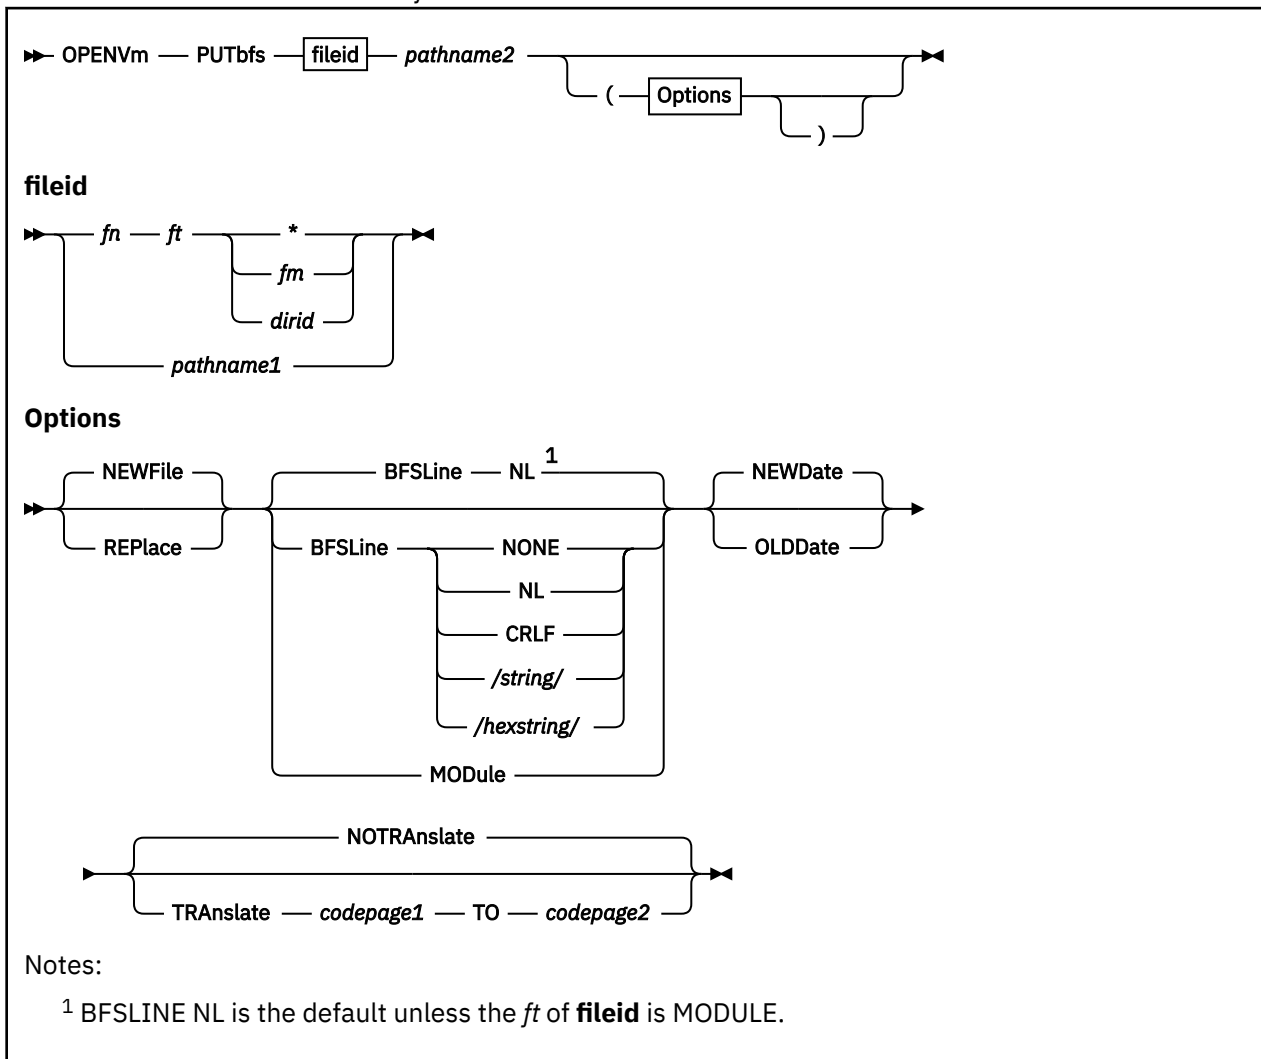 OPENVm PUTbfs fileid pathname2
( Options
)
fileid
fn ft *
fm
dirid
pathname1
Options
NEWFile BFSLine NL 1 NEWDate
REPlace BFSLine NONE OLDDate
NL
CRLF
/string/
/hexstring/
MODule
NOTRAnslate
TRAnslate codepage1 TO codepage2
Notes:
1 BFSLINE NL is the default unless the ft of fileid is MODULE.